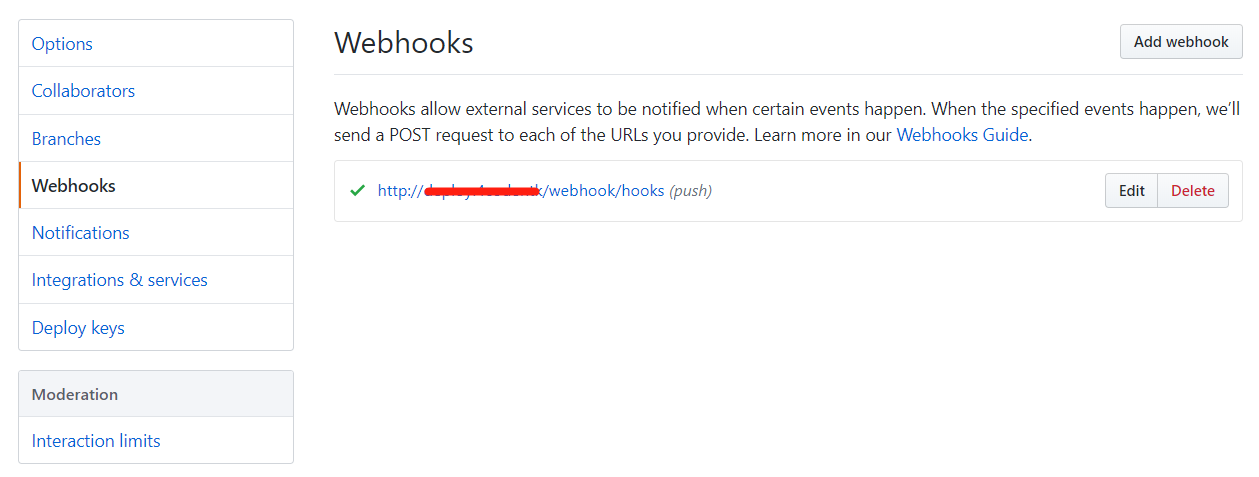 Options
Collaborators
Branches
Webhooks
Notifications
Integrations & services
Deploy keys
Moderation
Interaction limits
Webhooks
Add webhook
Webhooks allow external services to be notified when certain events happen. When the specified events happen, we’ll
send a POST request to each of the URLs you provide. Learn more in our Webhooks Guide.
http:// /webhook/hooks (push)
Edit
Delete